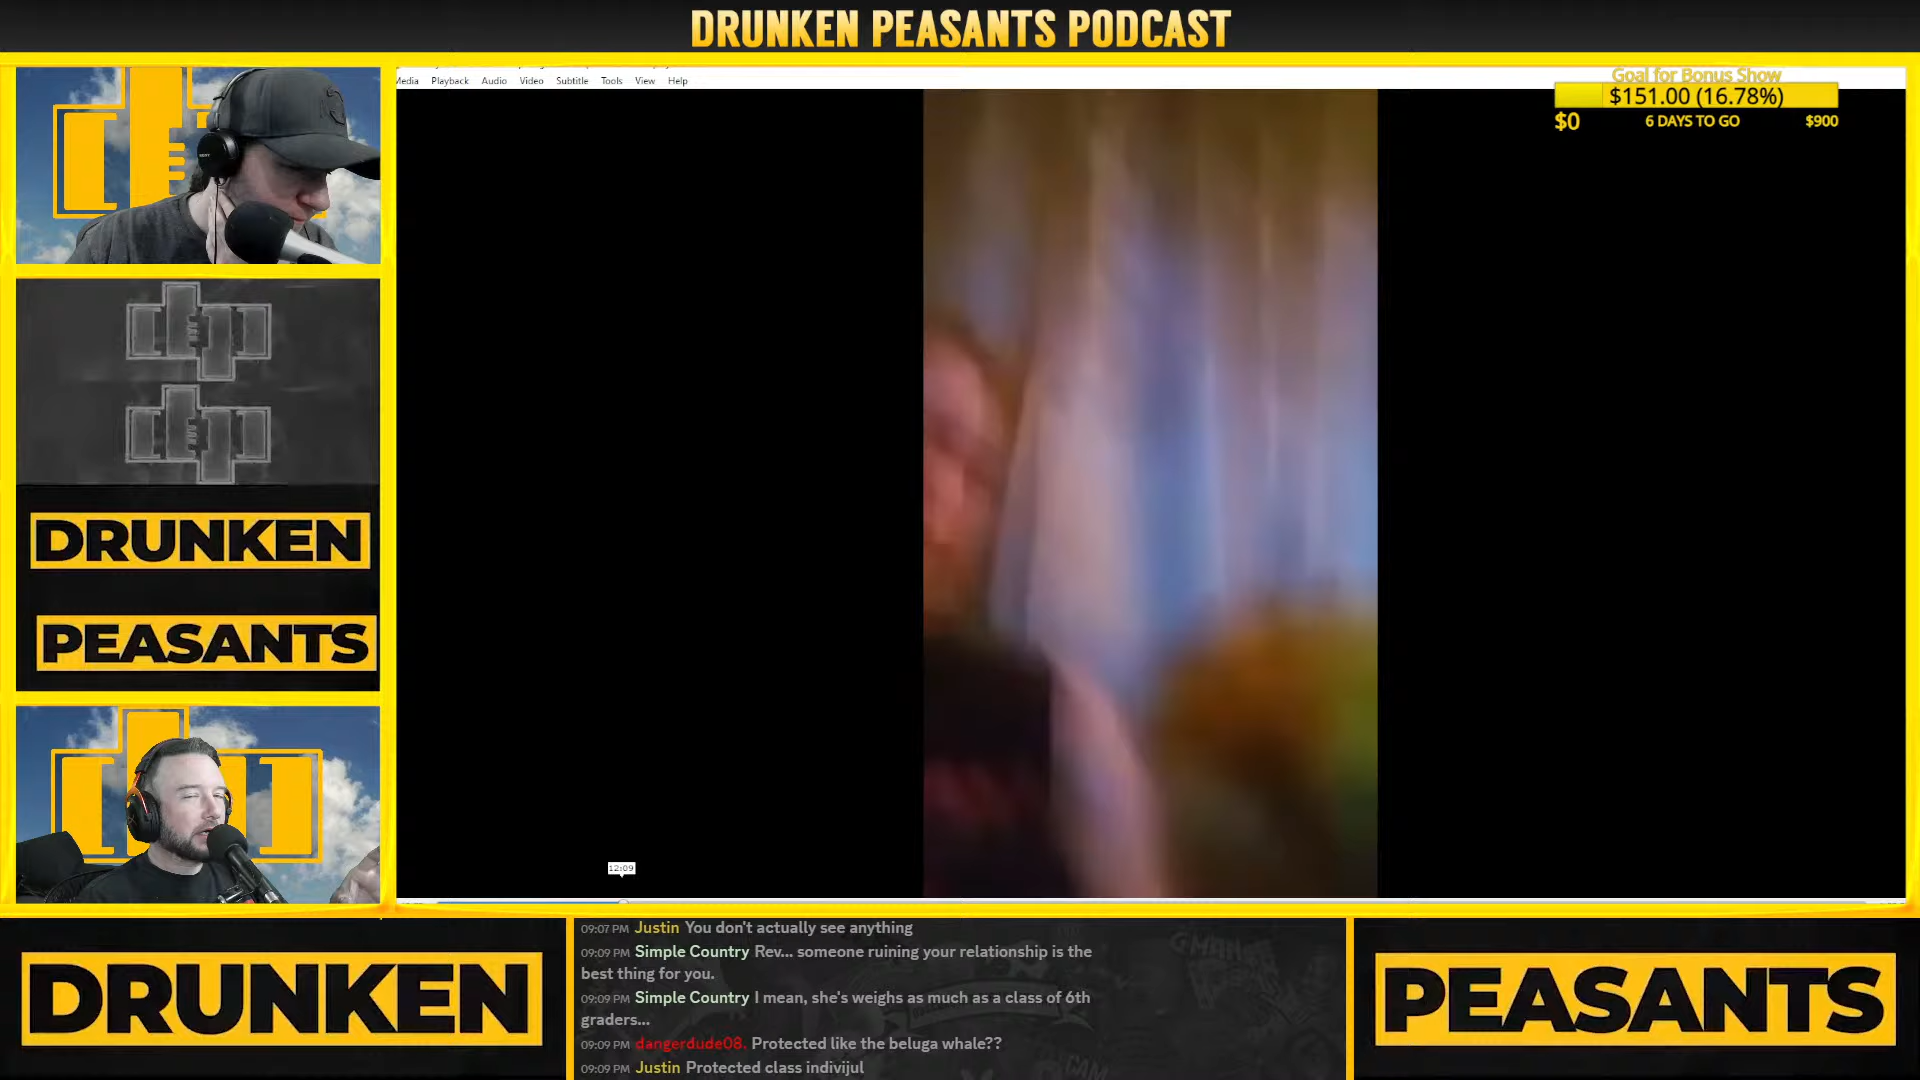 DRUNKEN PEASANTS PODCAST
Media Playback Audio Video Subtitle Tools View Help
Goal for Bonus Show
$151.00 (16.78%)
$0 6 DAYS TO GO $900
DRUNKEN
PEASANTS
12:09
09:07 PM Justin You don't actually see anything
09:09 PM Simple Country Rev... someone ruining your relationship is the
best thing for you.
09:09 PM Simple Country I mean, she's weighs as much as a class of 6th
graders...
09:09 PM dangerdude08. Protected like the beluga whale??
09:09 PM Justin Protected class indivijul
DRUNKEN
PEASANTS